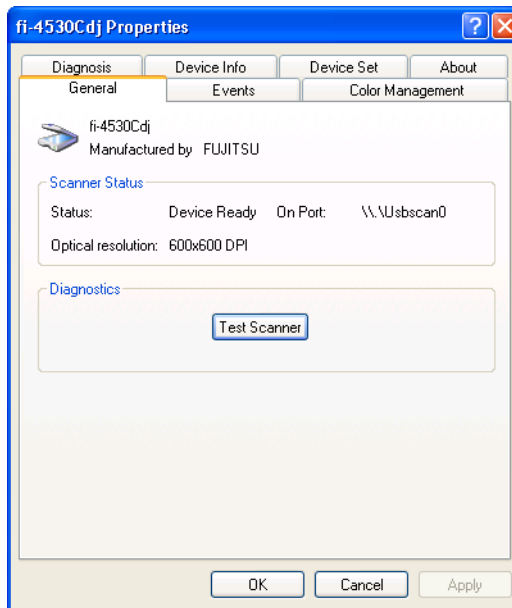 fi-4530Cdj Properties
Diagnosis Device Info Device Set About
General Events Color Management
fi-4530Cdj
Manufactured by FUJITSU
Scanner Status
Status: Device Ready On Port: \\.\Usbscan0
Optical resolution: 600x600 DPI
Diagnostics
Test Scanner
OK Cancel Apply